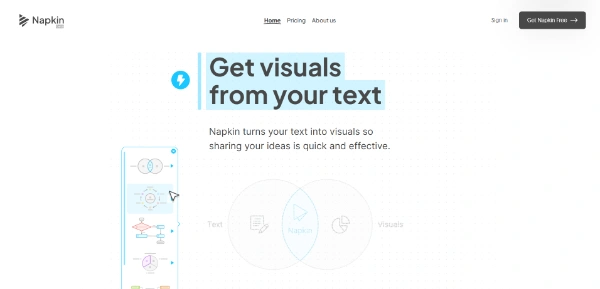 Napkin
Home Pricing About us
Sign in
Get Napkin Free
Get visuals
from your text
Napkin turns your text into visuals so
sharing your ideas is quick and effective.
Text
Napkin
Visuals